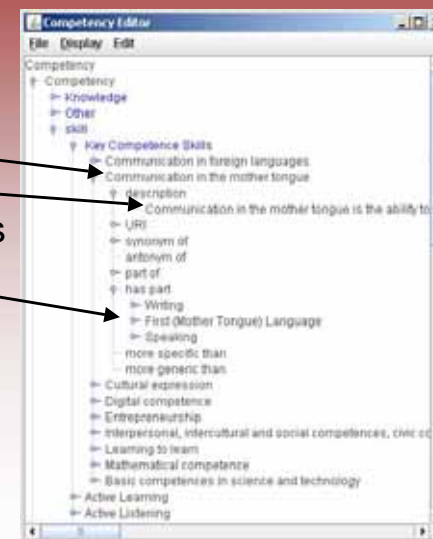 Competency Editor
File Display Edit
Competency
Competency
Knowledge
Other
skill
Key Competence Skills
Communication in foreign languages
Communication in the mother tongue
description
Communication in the mother tongue is the ability to
s
URI
synonym of
antonym of
part of
has part
Writing
First (Mother Tongue) Language
Speaking
more specific than
more generic than
Cultural expression
Digital competence
Entrepreneurship
Interpersonal, intercultural and social competences, civic co
Learning to learn
Mathematical competence
Basic competences in science and technology
Active Learning
Active Listening